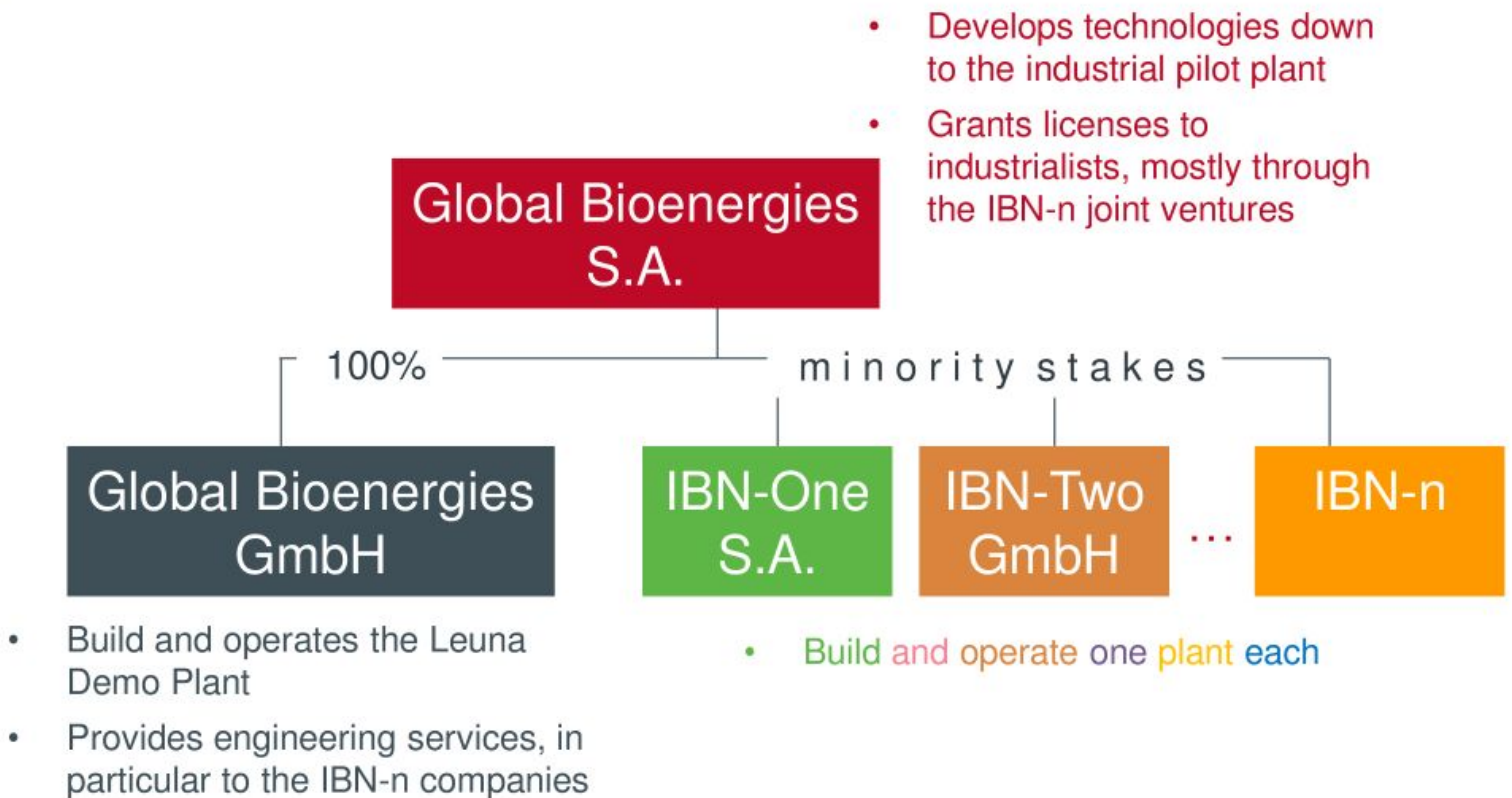 • Develops technologies down
to the industrial pilot plant
• Grants licenses to
industrialists, mostly through
the IBN-n joint ventures
Global Bioenergies
S.A.
100%
minority stakes
Global Bioenergies
GmbH
IBN-One
S.A.
IBN-Two
GmbH
...
IBN-n
• Build and operates the Leuna
Demo Plant
• Provides engineering services, in
particular to the IBN-n companies
• Build and operate one plant each